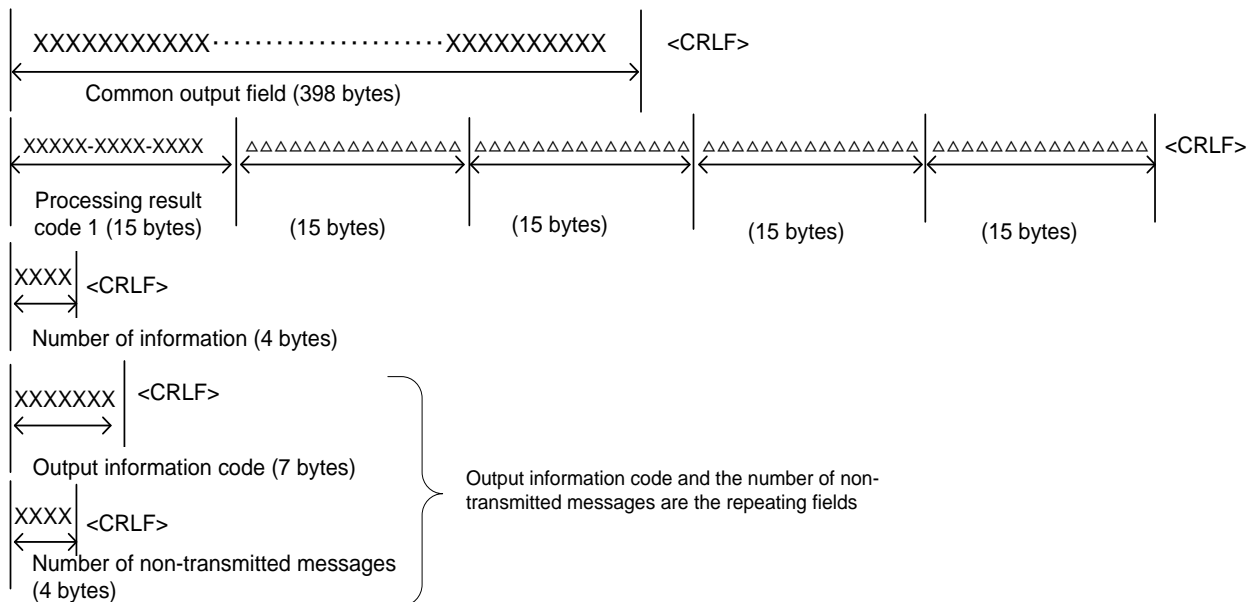 XXXXXXXXXXX······················XXXXXXXXXX <CRLF>
Common output field (398 bytes)
XXXXX-XXXX-XXXX △△△△△△△△△△△△△△△ △△△△△△△△△△△△△△△ △△△△△△△△△△△△△△△ △△△△△△△△△△△△△△△ <CRLF>
Processing result
code 1 (15 bytes)
(15 bytes)
(15 bytes)
(15 bytes)
(15 bytes)
XXXX <CRLF>
Number of information (4 bytes)
XXXXXXX <CRLF>
Output information code (7 bytes)
Output information code and the number of non-
transmitted messages are the repeating fields
XXXX <CRLF>
Number of non-transmitted messages
(4 bytes)